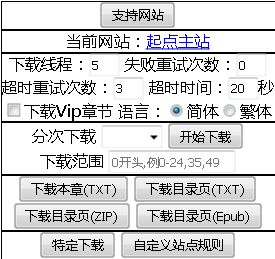 支持网站
当前网站：起点主站
下载线程：5 失败重试次数：0
超时重试次数：3 超时时间：20 秒
下载Vip章节 语言： 简体 繁体
分次下载 开始下载
下载范围 0开头,例0-24,35,49
下载本章(TXT) 下载目录页(TXT)
下载目录页(ZIP) 下载目录页(Epub)
特定下载 自定义站点规则